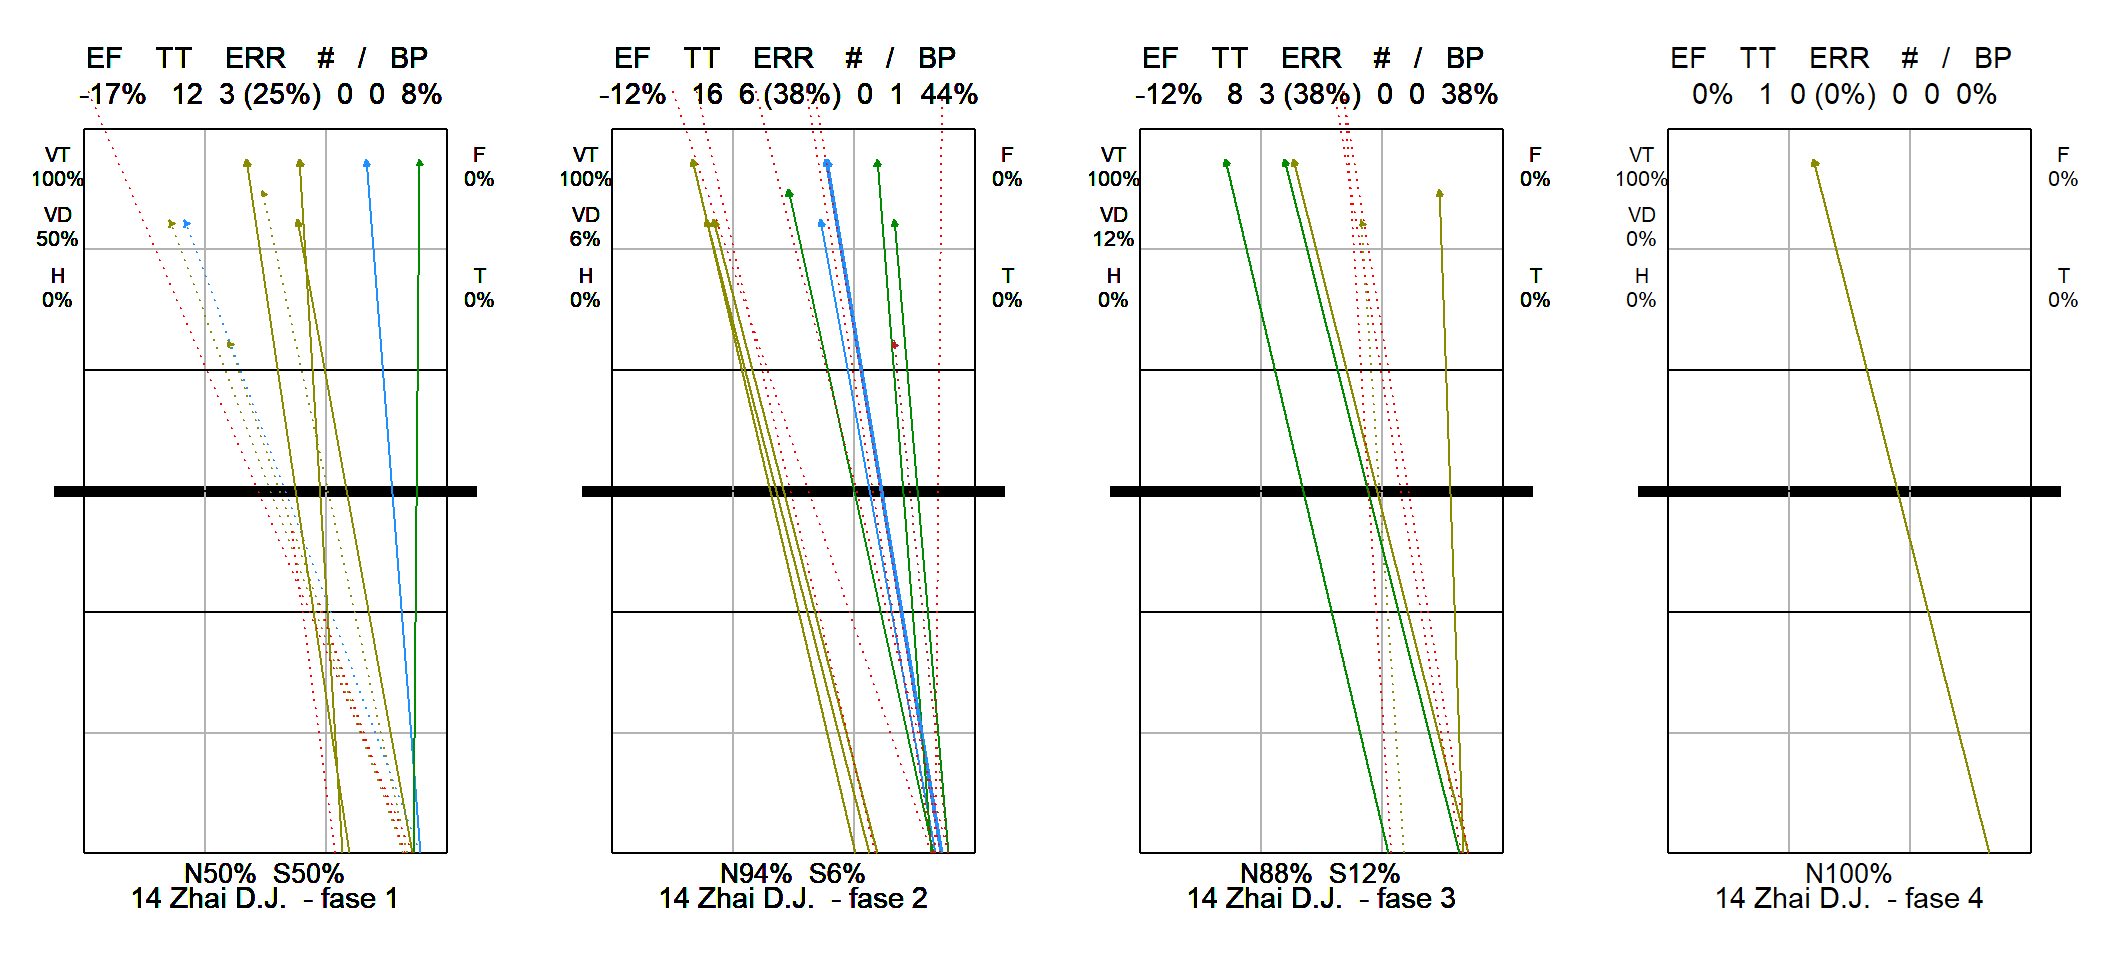 EF TT ERR # / BP
-17% 12 3 (25%) 0 0 8%
VT
100%
VD
50%
H
0%
F
0%
T
0%
N50% S50%
14 Zhai D.J. - fase 1
EF TT ERR # / BP
-12% 16 6 (38%) 0 1 44%
VT
100%
VD
6%
H
0%
F
0%
T
0%
N94% S6%
14 Zhai D.J. - fase 2
EF TT ERR # / BP
-12% 8 3 (38%) 0 0 38%
VT
100%
VD
12%
H
0%
F
0%
T
0%
N88% S12%
14 Zhai D.J. - fase 3
EF TT ERR # / BP
0% 1 0 (0%) 0 0 0%
VT
100%
VD
0%
H
0%
F
0%
T
0%
N100%
14 Zhai D.J. - fase 4